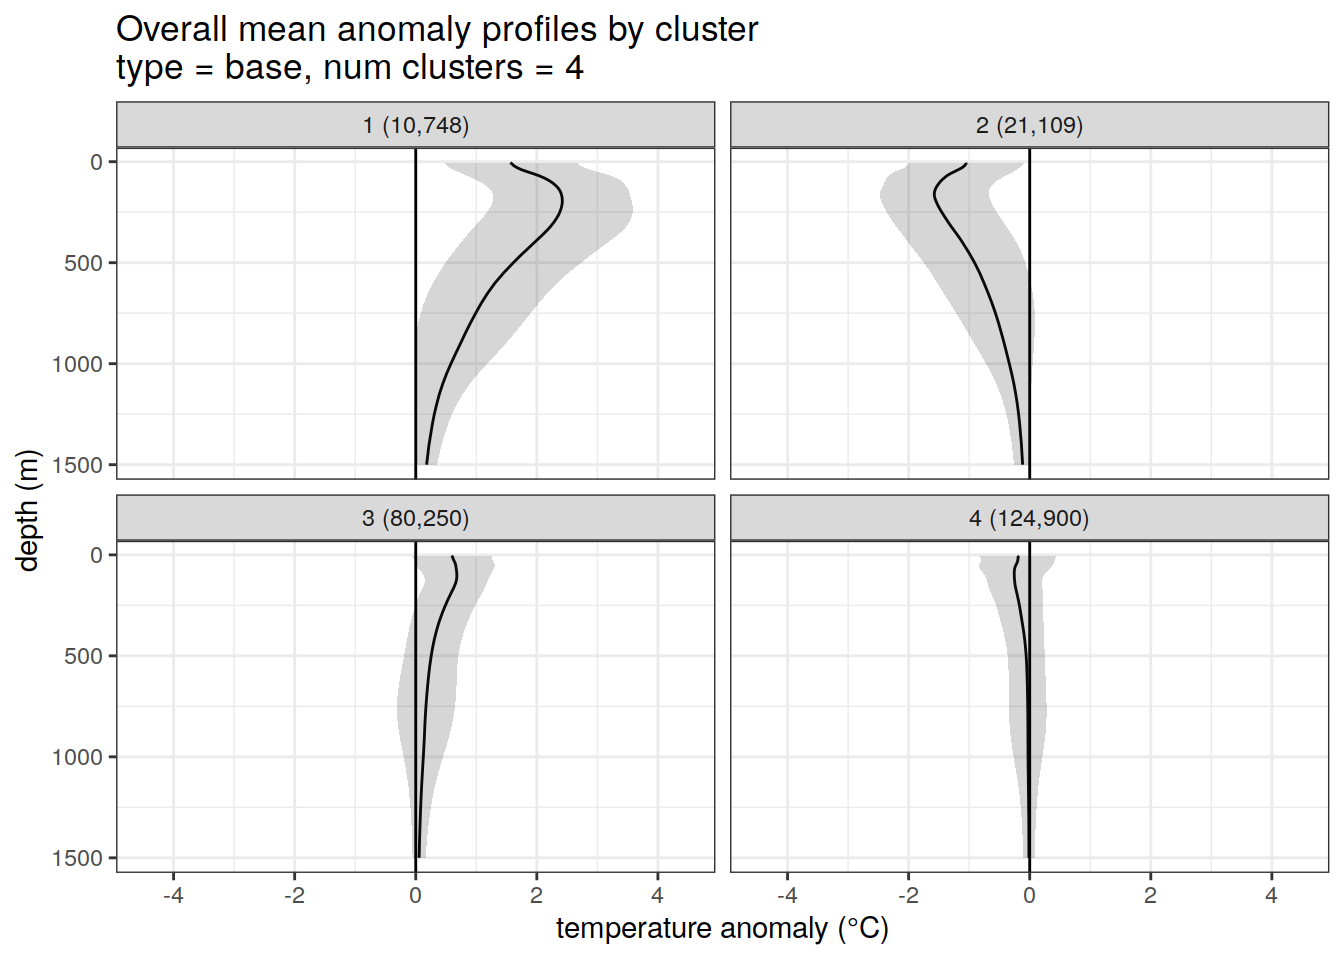 Overall mean anomaly profiles by cluster
type = base, num clusters = 4
1 (10,748)
2 (21,109)
0
500
1000
1500
3 (80,250)
4 (124,900)
0
500
1000
1500
depth (m)
-4 -2 0 2 4
-4 -2 0 2 4
temperature anomaly (°C)